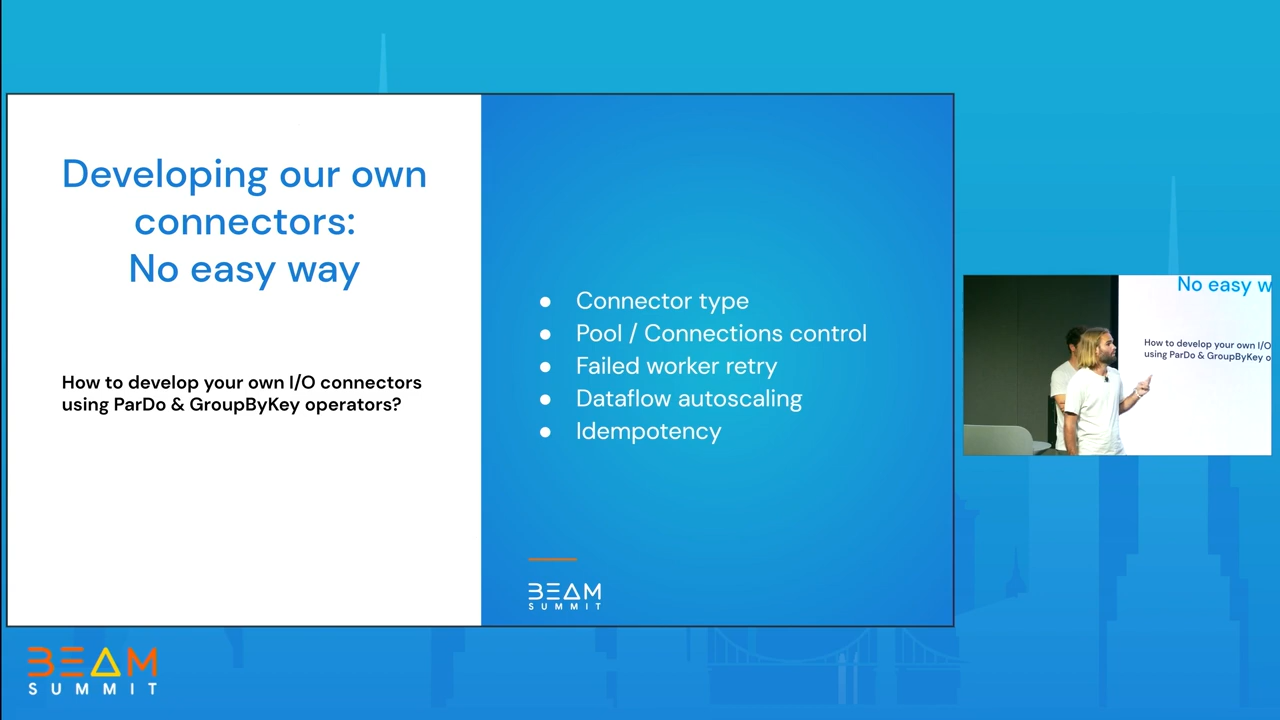 Developing our own
connectors:
No easy way
How to develop your own I/O connectors
using ParDo & GroupByKey operators?
● Connector type
● Pool / Connections control
● Failed worker retry
● Dataflow autoscaling
● Idempotency
BEAM
SUMMIT
No easy w
How to develop your own I/O
using ParDo & GroupByKey o
BEAM
SUMMIT